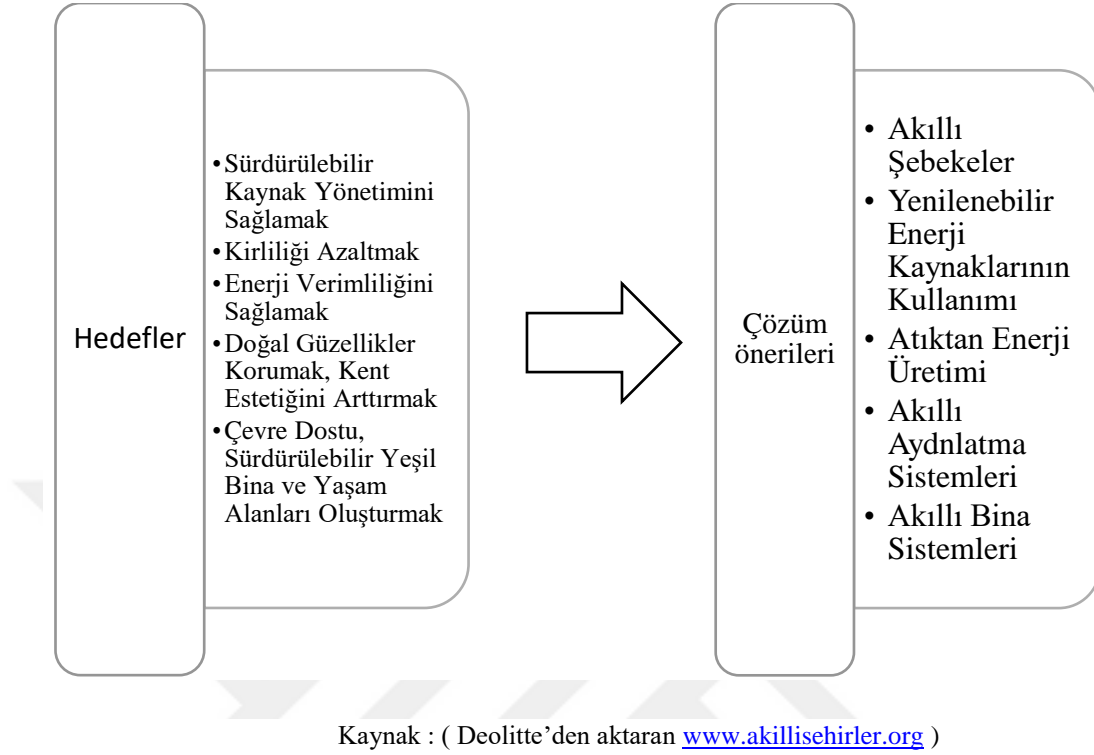 Hedefler
•Sürdürülebilir
Kaynak Yönetimini
Sağlamak
•Kirliliği Azaltmak
•Enerji Verimliliğini
Sağlamak
•Doğal Güzellikler
Korumak, Kent
Estetiğini Arttırmak
•Çevre Dostu,
Sürdürülebilir Yeşil
Bina ve Yaşam
Alanları Oluşturmak
Çözüm
önerileri
• Akıllı
Şebekeler
• Yenilenebilir
Enerji
Kaynaklarının
Kullanımı
• Atıktan Enerji
Üretimi
• Akıllı
Aydnlatma
Sistemleri
• Akıllı Bina
Sistemleri
Kaynak : ( Deolitte’den aktaran www.akillisehirler.org )